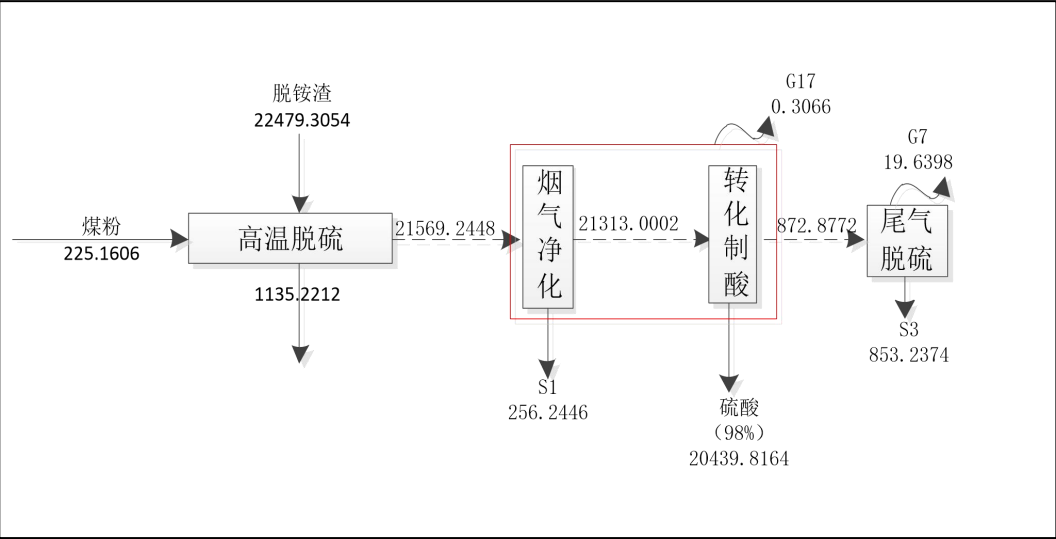 G17
0.3066
脱铵渣
22479.3054
G7
19.6398
煤粉
225.1606
高温脱硫
21569.2448
烟气净化
21313.0002
转化制酸
872.8772
尾气
脱硫
1135.2212
S1
256.2446
硫酸
(98%)
20439.8164
S3
853.2374